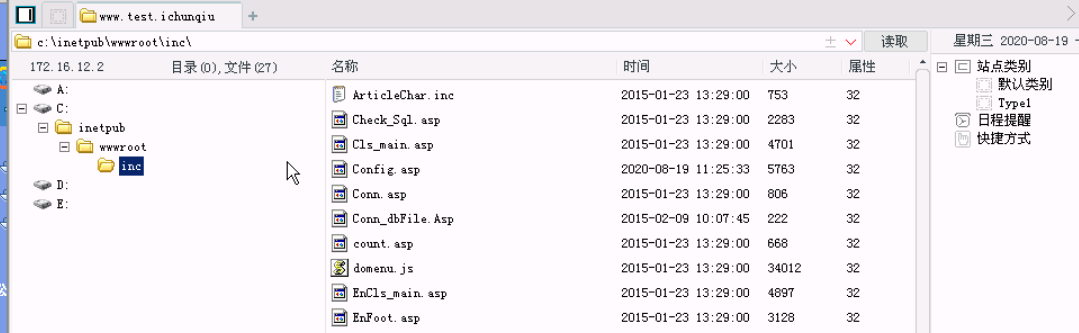 www.test.ichunqiu
c:\inetpub\wwwroot\inc\ 读取 星期三 2020-08-19 -
172.16.12.2 目录(0),文件(27) 名称 时间 大小 属性
A:
C:
inetpub
wwwroot
inc
D:
E:
ArticleChar.inc 2015-01-23 13:29:00 753 32
Check_Sql.asp 2015-01-23 13:29:00 2283 32
Cls_main.asp 2015-01-23 13:29:00 4701 32
Config.asp 2020-08-19 11:25:33 5763 32
Conn.asp 2015-01-23 13:29:00 806 32
Conn_dbFile.Asp 2015-02-09 10:07:45 222 32
count.asp 2015-01-23 13:29:00 668 32
domenu.js 2015-01-23 13:29:00 34012 32
EnCls_main.asp 2015-01-23 13:29:00 4897 32
EnFoot.asp 2015-01-23 13:29:00 3128 32
站点类别
默认类别
Type1
日程提醒
快捷方式